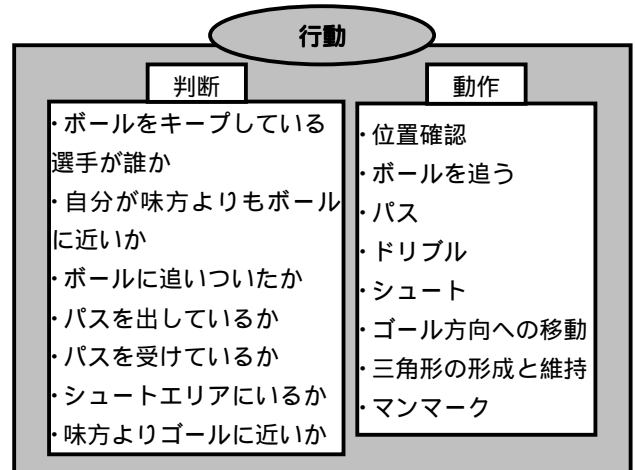 行動
判断
・ボールをキープしている
選手が誰か
・自分が味方よりもボール
に近いか
・ボールに追いついたか
・パスを出しているか
・パスを受けているか
・シュートエリアにいるか
・味方よりゴールに近いか
動作
・位置確認
・ボールを追う
・パス
・ドリブル
・シュート
・ゴール方向への移動
・三角形の形成と維持
・マンマーク